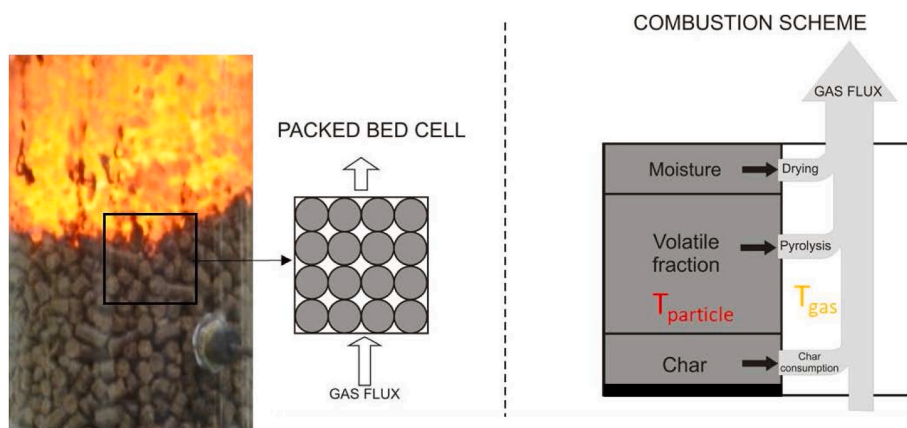 COMBUSTION SCHEME
GAS FLUX
PACKED BED CELL
Moisture
Drying
Volatile
fraction
Pyrolysis
Tparticle
Tgas
Char
Char
consumption
GAS FLUX